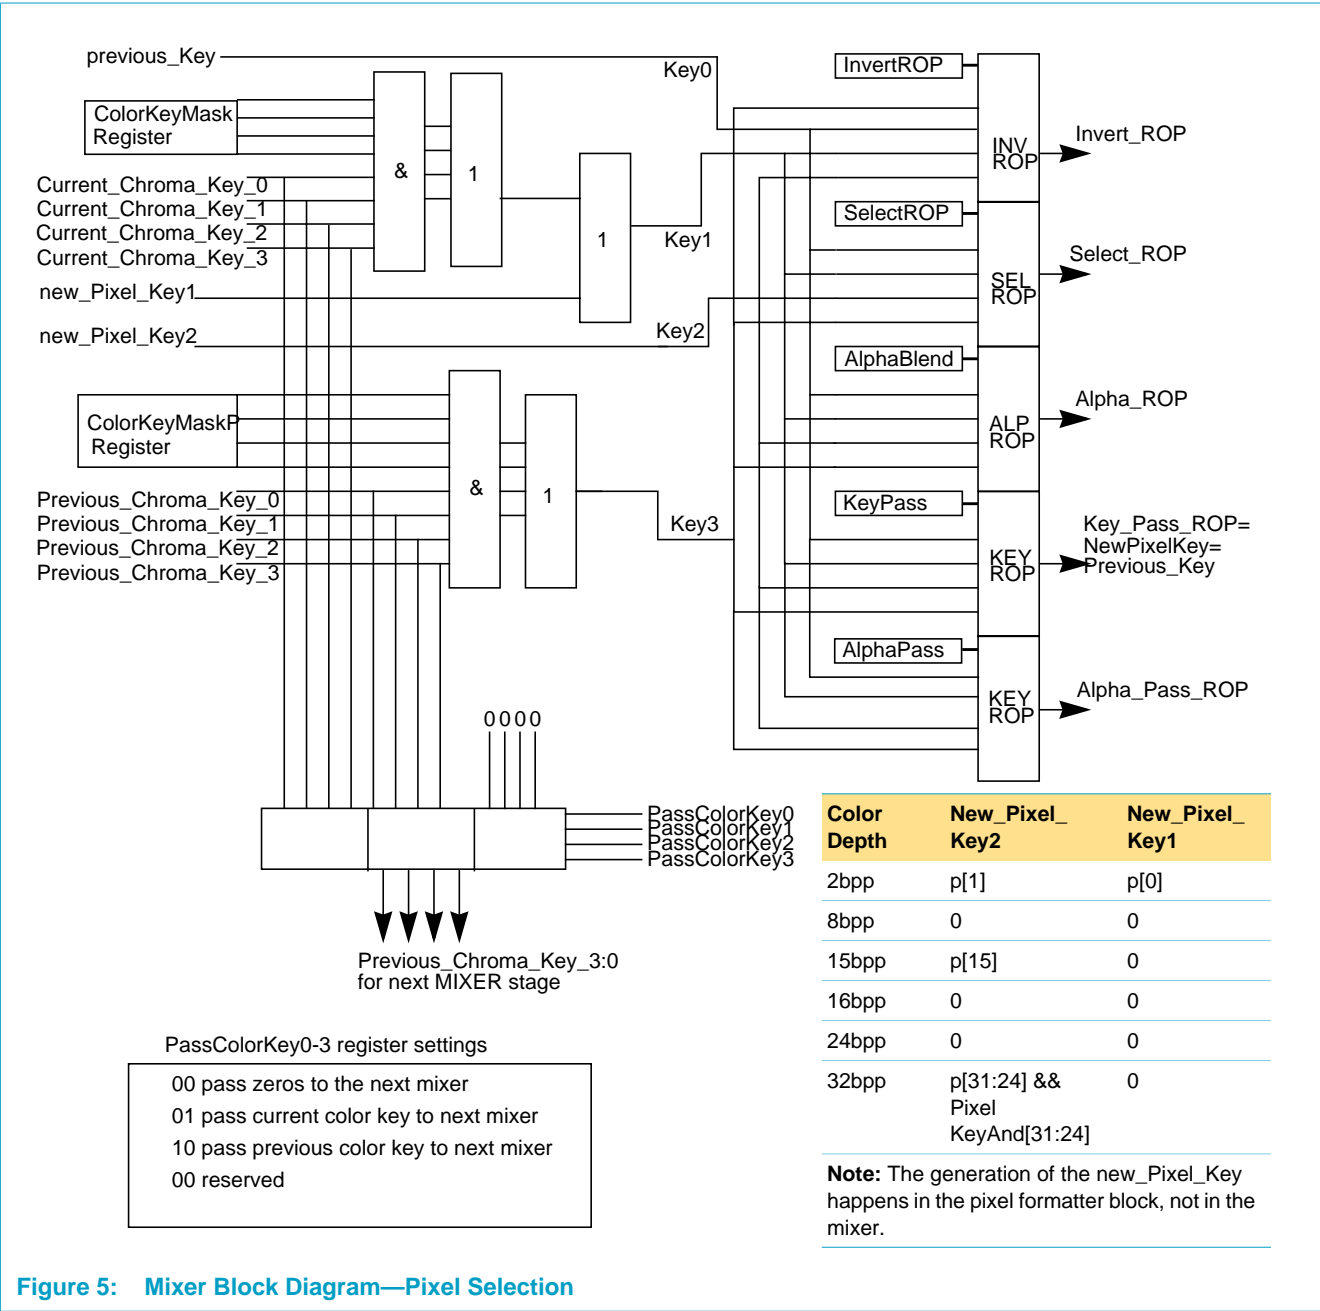 previous_Key
Key0
InvertROP
ColorKeyMask
Register
INV
ROP
Invert_ROP
&
1
Current_Chroma_Key_0
Current_Chroma_Key_1
Current_Chroma_Key_2
Current_Chroma_Key_3
1
Key1
SelectROP
Select_ROP
new_Pixel_Key1
SEL
ROP
new_Pixel_Key2
Key2
AlphaBlend
ColorKeyMaskP
Register
Alpha_ROP
ALP
ROP
&
1
KeyPass
Previous_Chroma_Key_0
Previous_Chroma_Key_1
Previous_Chroma_Key_2
Previous_Chroma_Key_3
Key3
Key_Pass_ROP=
NewPixelKey=
Previous_Key
KEY
ROP
AlphaPass
KEY
ROP
Alpha_Pass_ROP
0000
PassColorKey0
PassColorKey1
PassColorKey2
PassColorKey3
Previous_Chroma_Key_3:0
for next MIXER stage
Color Depth New_Pixel_Key2 New_Pixel_Key1
2bpp p[1] p[0]
8bpp 0 0
15bpp p[15] 0
16bpp 0 0
24bpp 0 0
32bpp p[31:24] && 0
Pixel
KeyAnd[31:24]
Note: The generation of the new_Pixel_Key
happens in the pixel formatter block, not in the
mixer.
PassColorKey0-3 register settings
00 pass zeros to the next mixer
01 pass current color key to next mixer
10 pass previous color key to next mixer
00 reserved
Figure 5: Mixer Block Diagram—Pixel Selection